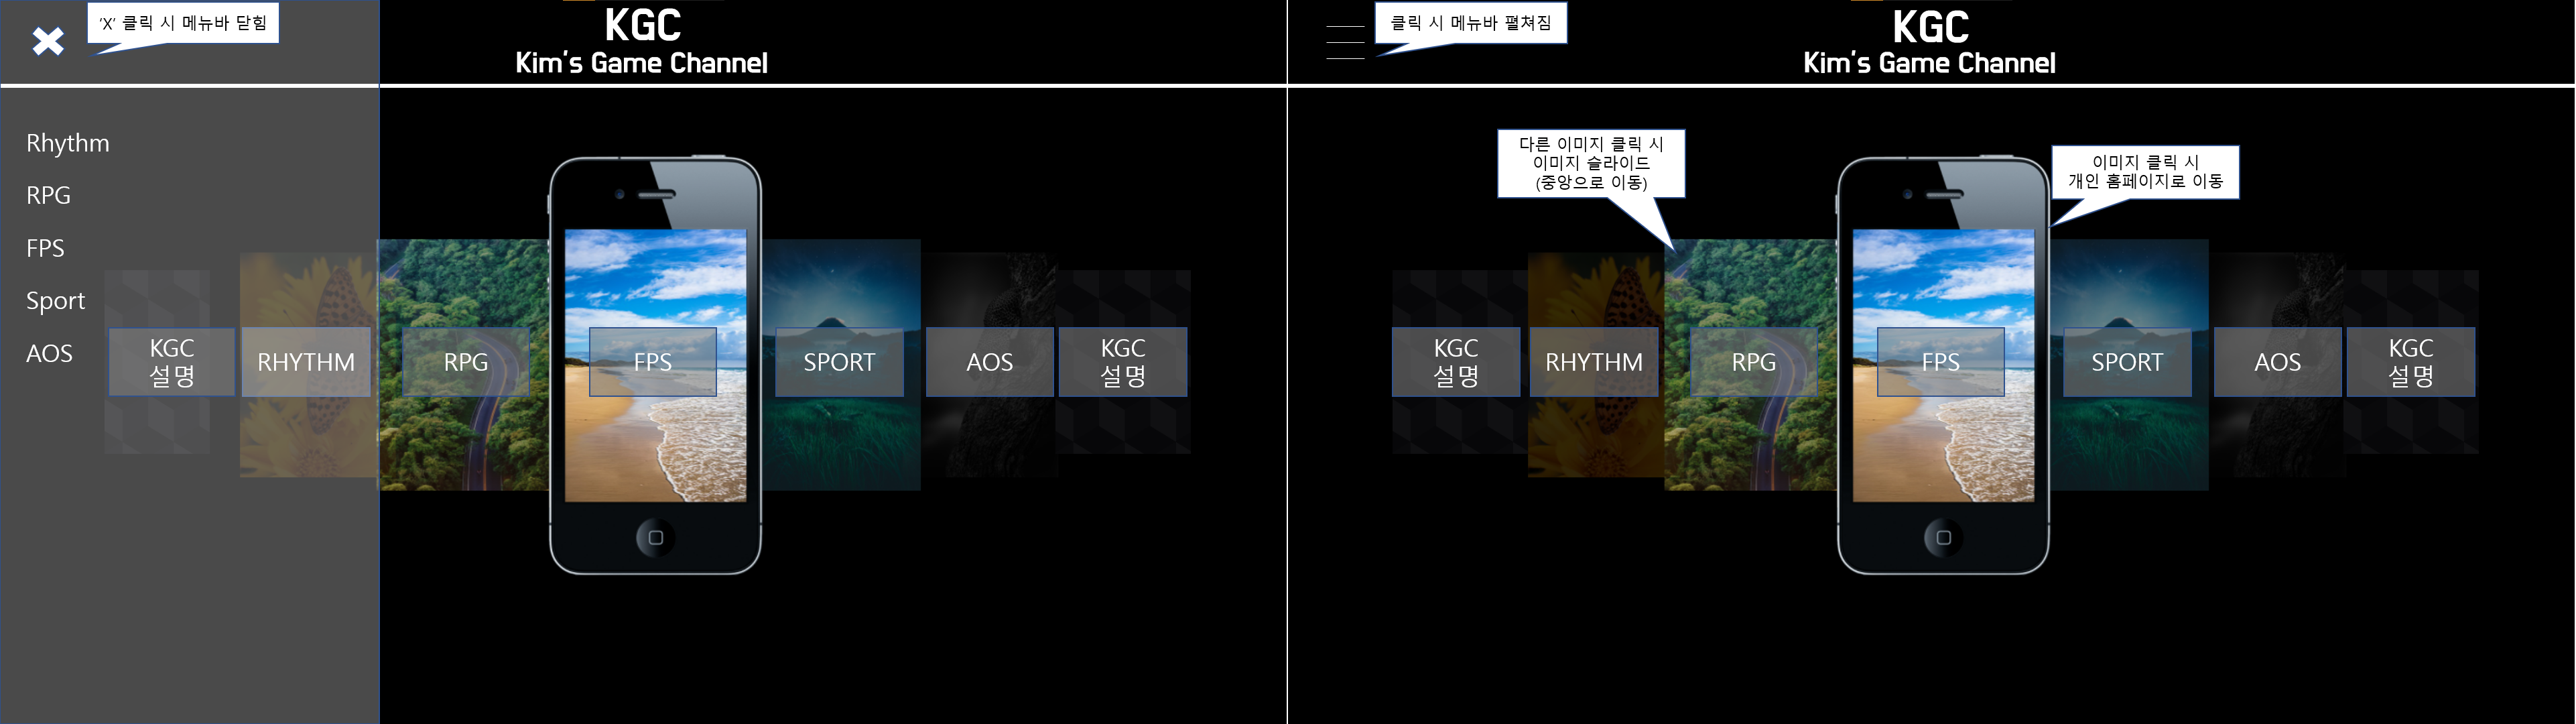 'X' 클릭 시 메뉴바 닫힘
KGC
Kim's Game Channel
Rhythm
RPG
FPS
Sport
AOS
KGC
설명
RHYTHM
RPG
FPS
SPORT
AOS
KGC
설명
클릭 시 메뉴바 펼쳐짐
KGC
Kim's Game Channel
다른 이미지 클릭 시
이미지 슬라이드
(중앙으로 이동)
이미지 클릭 시
개인 홈페이지로 이동
KGC
설명
RHYTHM
RPG
FPS
SPORT
AOS
KGC
설명